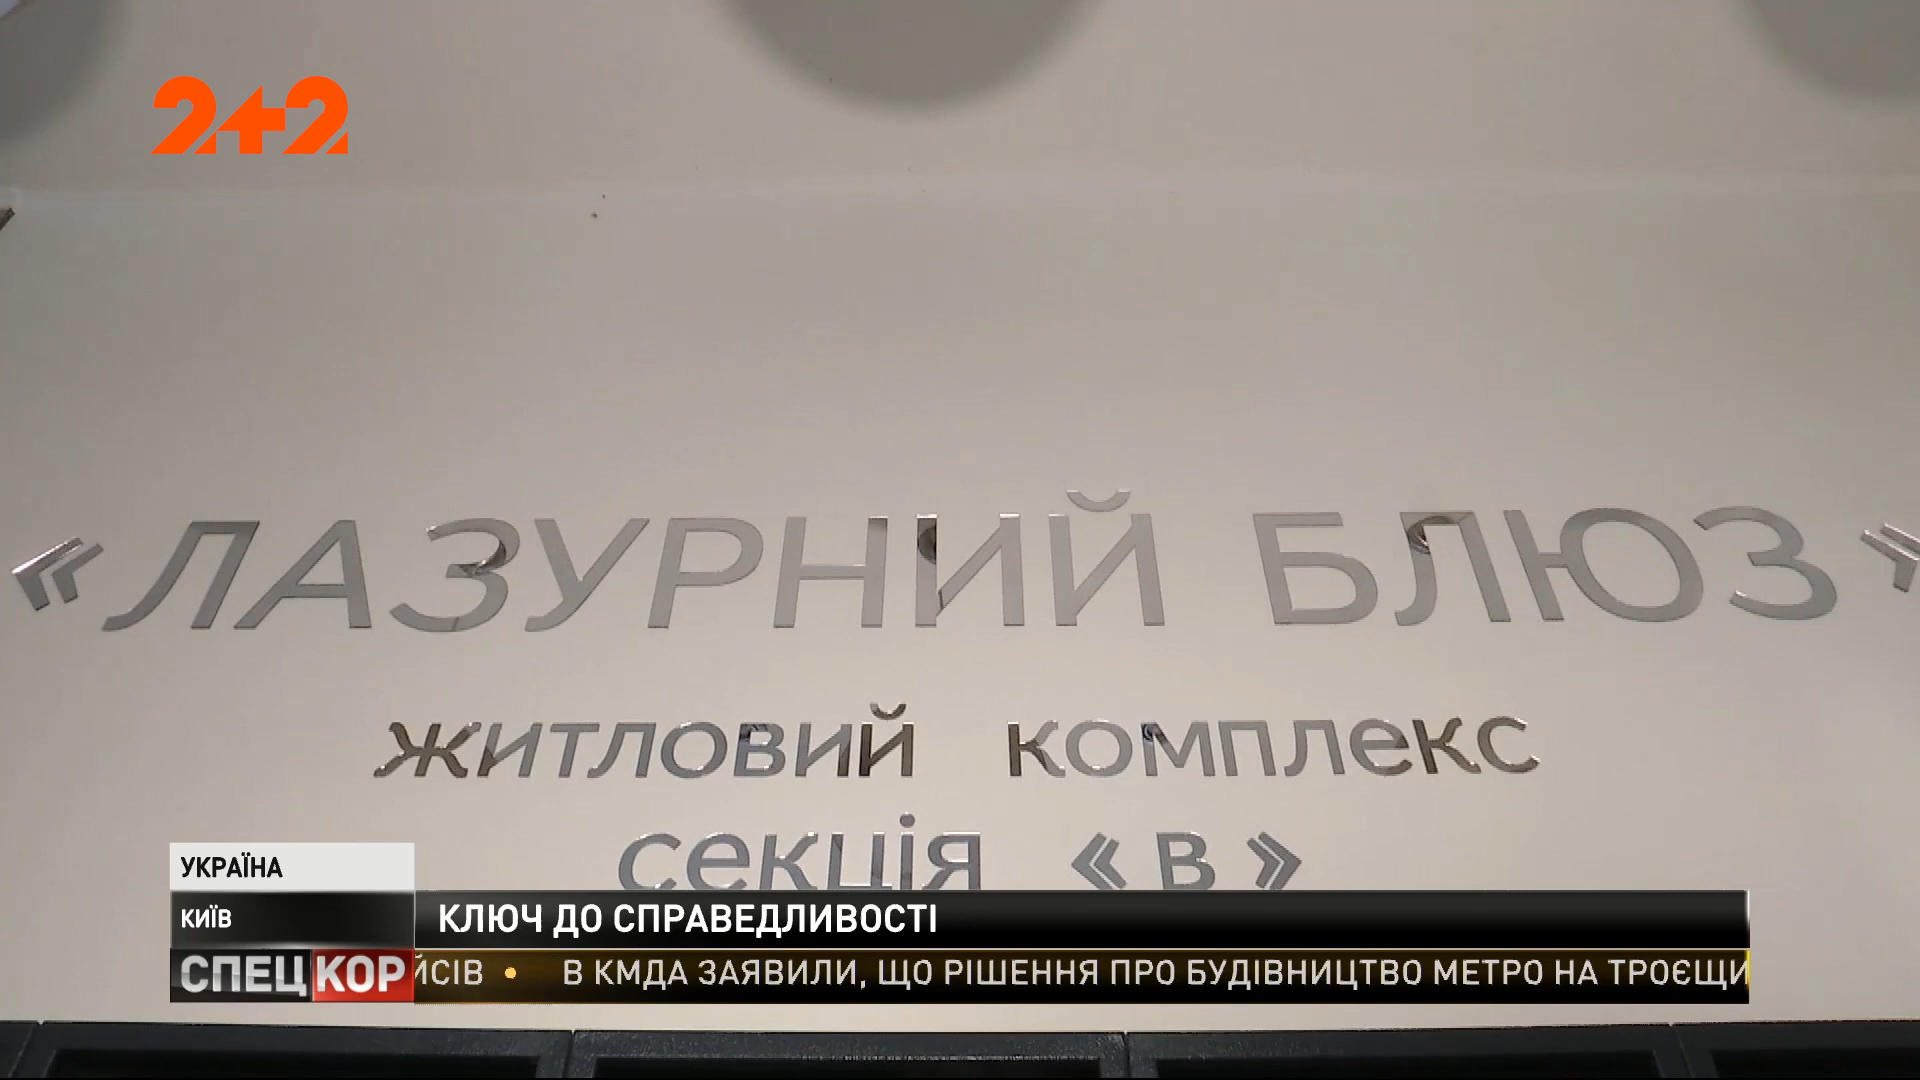 2+2
«ЛАЗУРНИЙ БЛЮЗ»
житловий комплекс
секція «в»
УКРАЇНА
КИЇВ
КЛЮЧ ДО СПРАВЕДЛИВОСТІ
СПЕЦКОР
ЙСІВ • В КМДА ЗАЯВИЛИ, ЩО РІШЕННЯ ПРО БУДІВНИЦТВО МЕТРО НА ТРОЄЩИ